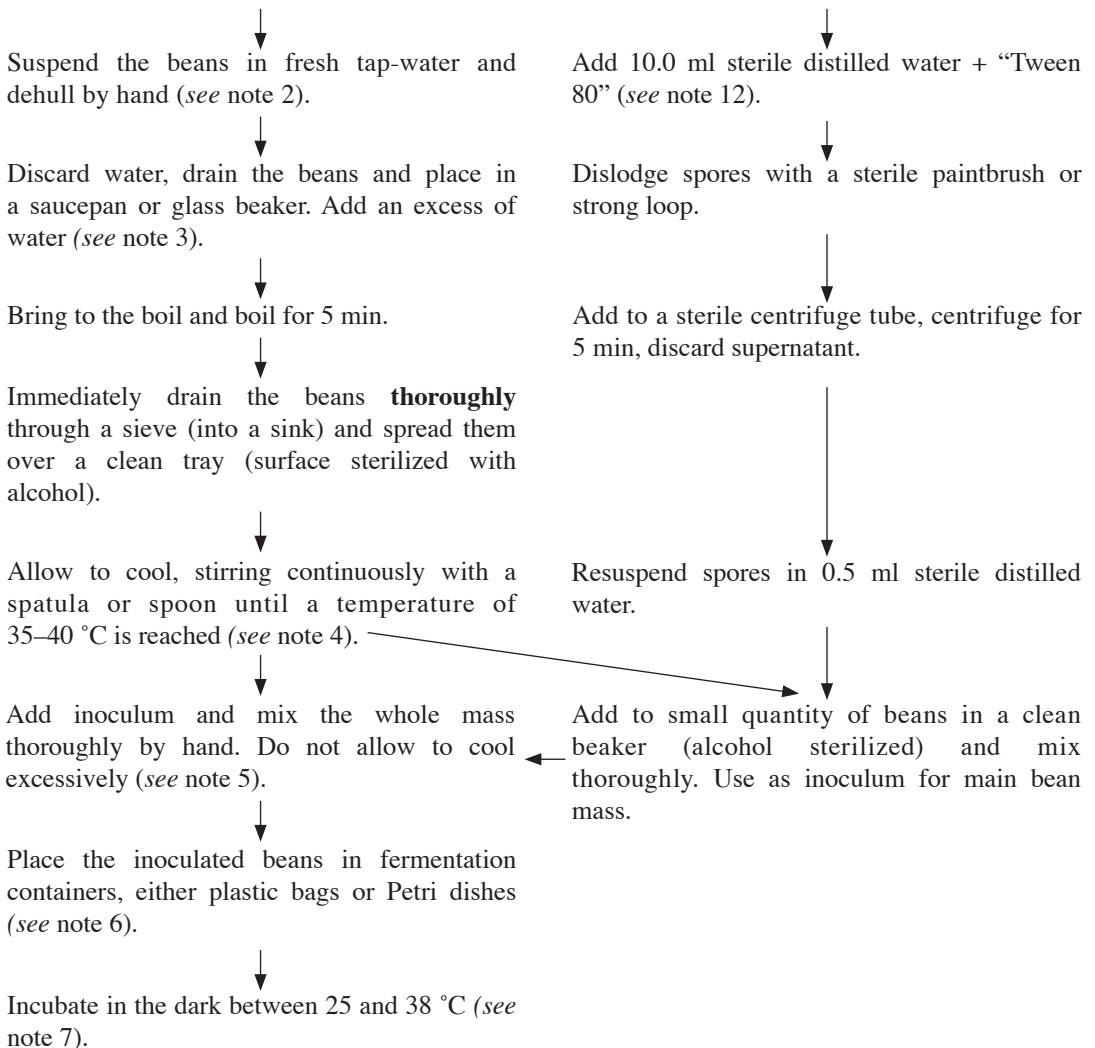 Suspend the beans in fresh tap-water and
dehull by hand (see note 2).
Discard water, drain the beans and place in
a saucepan or glass beaker. Add an excess of
water (see note 3).
Bring to the boil and boil for 5 min.
Immediately drain the beans thoroughly
through a sieve (into a sink) and spread them
over a clean tray (surface sterilized with
alcohol).
Allow to cool, stirring continuously with a
spatula or spoon until a temperature of
35–40 ˚C is reached (see note 4).
Add inoculum and mix the whole mass
thoroughly by hand. Do not allow to cool
excessively (see note 5).
Place the inoculated beans in fermentation
containers, either plastic bags or Petri dishes
(see note 6).
Incubate in the dark between 25 and 38 ˚C (see
note 7).
Add 10.0 ml sterile distilled water + “Tween
80” (see note 12).
Dislodge spores with a sterile paintbrush or
strong loop.
Add to a sterile centrifuge tube, centrifuge for
5 min, discard supernatant.
Resuspend spores in 0.5 ml sterile distilled
water.
Add to small quantity of beans in a clean
beaker (alcohol sterilized) and mix
thoroughly. Use as inoculum for main bean
mass.